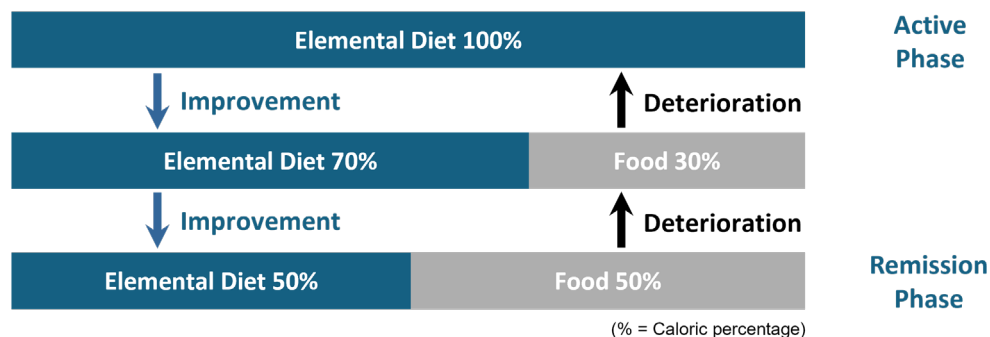 Elemental Diet 100%
Active
Phase
Improvement
Deterioration
Elemental Diet 70%
Food 30%
Improvement
Deterioration
Elemental Diet 50%
Food 50%
Remission
Phase
(% = Caloric percentage)